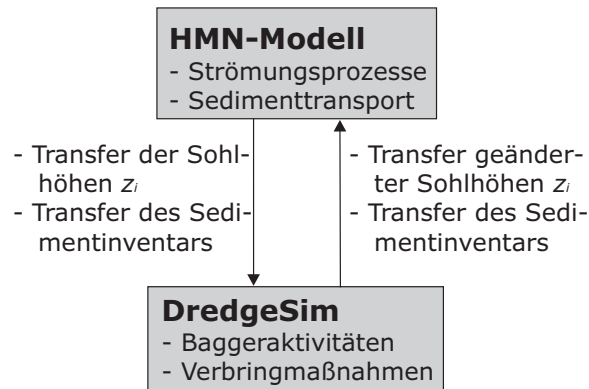 HMN-Modell
- Strömungsprozesse
- Sedimenttransport
- Transfer der Sohl-
höhen zi
- Transfer des Sedi-
mentinventars
- Transfer geänder-
ter Sohlhöhen zi
- Transfer des Sedi-
mentinventars
DredgeSim
- Baggeraktivitäten
- Verbringmaßnahmen